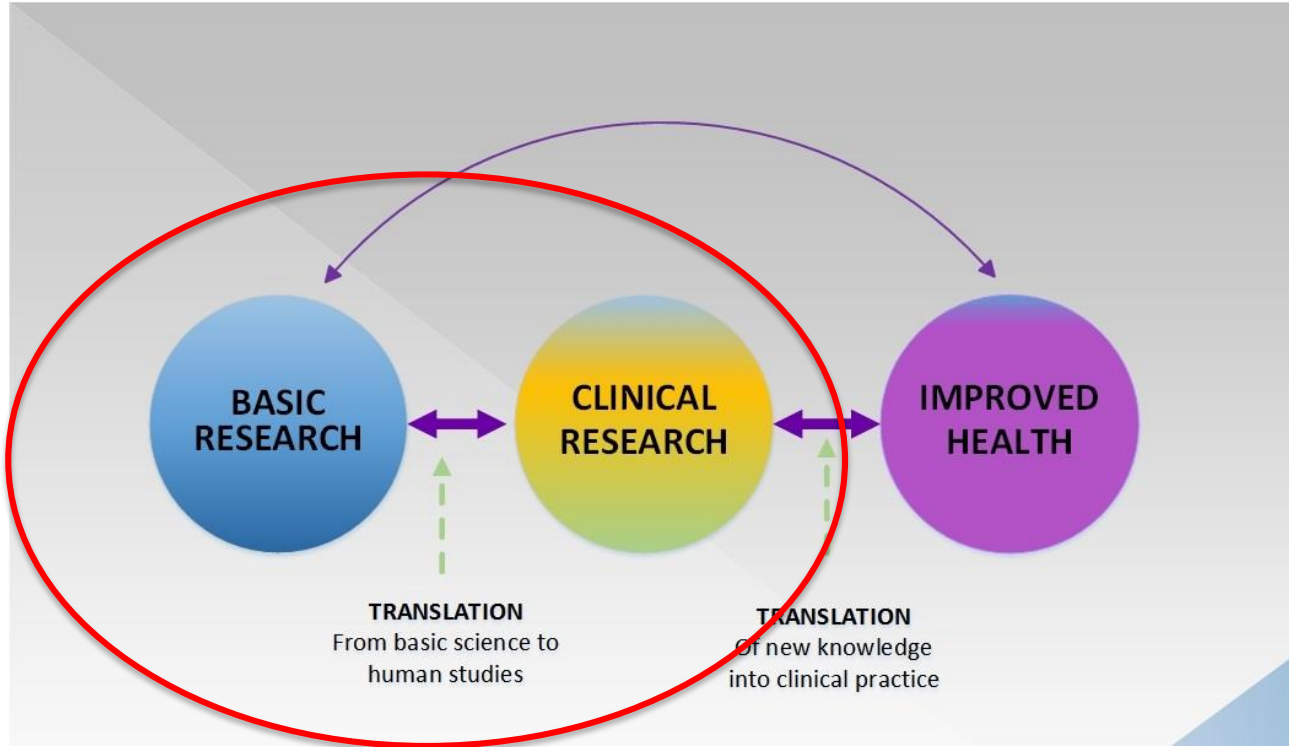 BASIC
RESEARCH
CLINICAL
RESEARCH
IMPROVED
HEALTH
TRANSLATION
From basic science to
human studies
TRANSLATION
Of new knowledge
into clinical practice